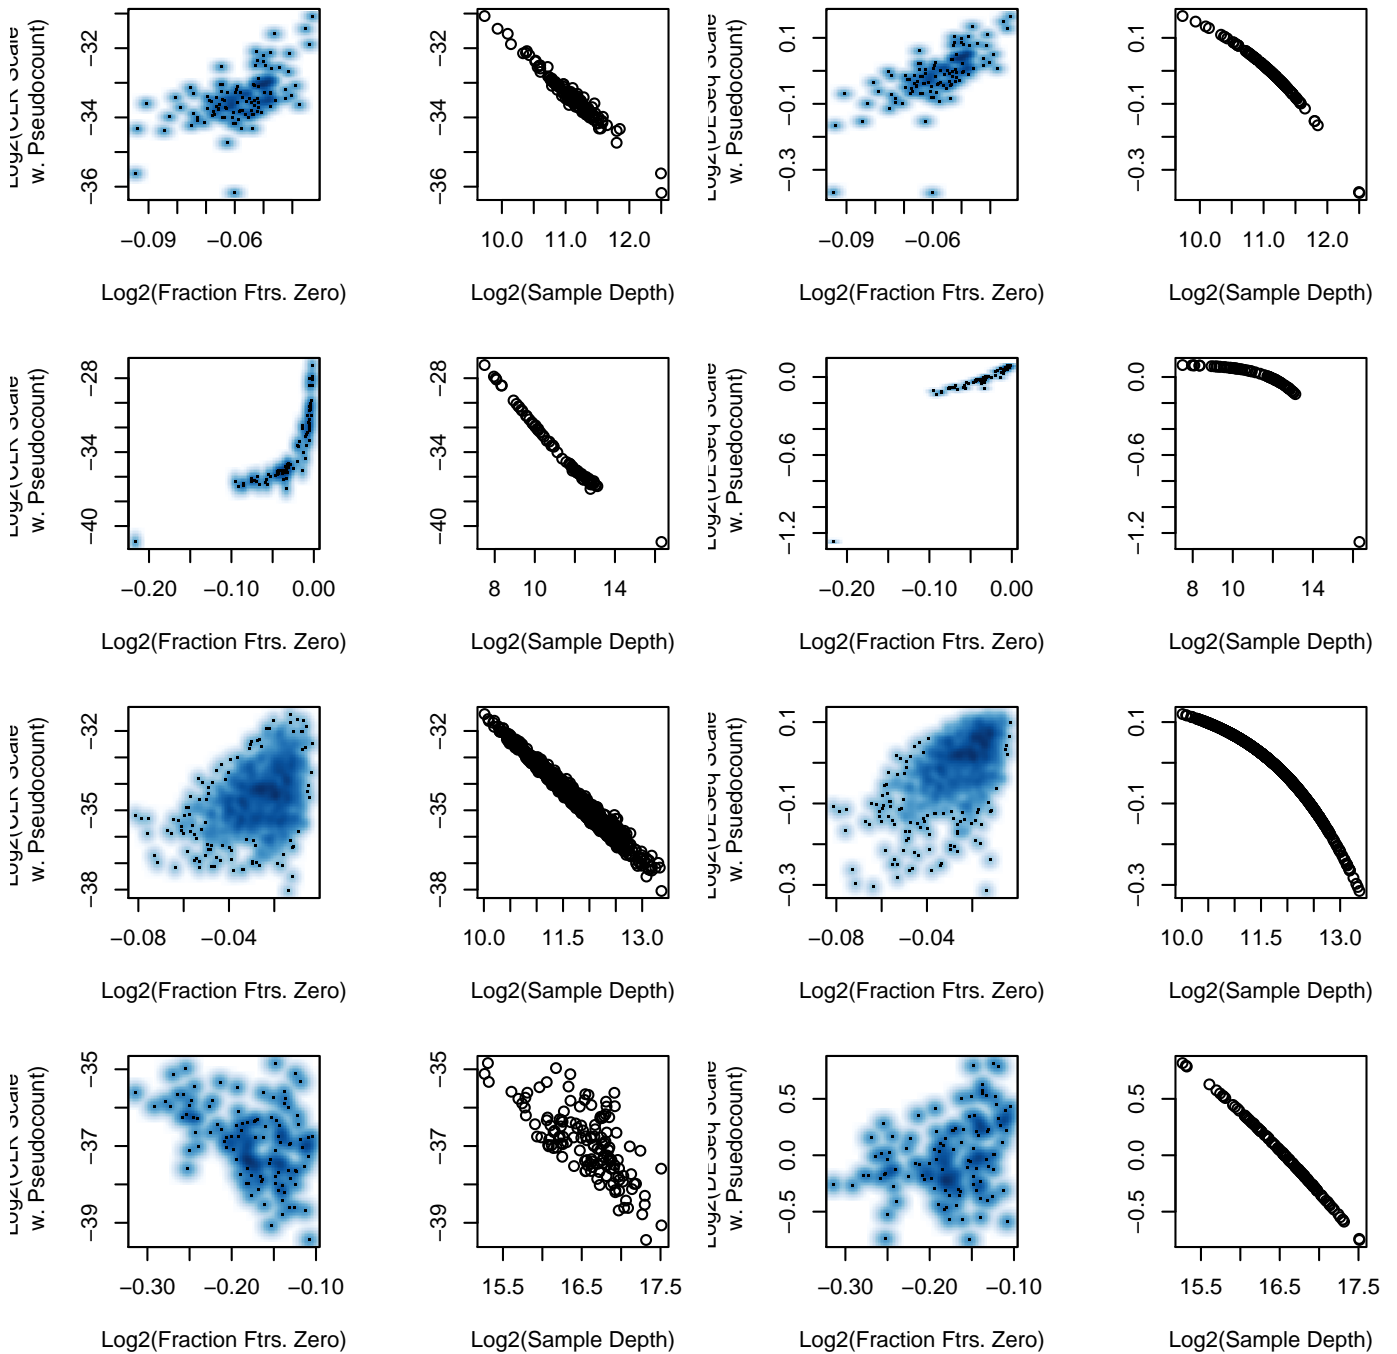 Log2(CLR Scale
w. Pseudocount)
−32
−34
−36
−0.09
−0.06
Log2(Fraction Ftrs. Zero)
−32
−34
−36
10.0
11.0
12.0
Log2(Sample Depth)
Log2(DESeq Scale
w. Psuedocount)
0.1
−0.1
−0.3
−0.09
−0.06
Log2(Fraction Ftrs. Zero)
0.1
−0.1
−0.3
10.0
11.0
12.0
Log2(Sample Depth)
Log2(CLR Scale
w. Pseudocount)
−28
−34
−40
−0.20
−0.10
0.00
Log2(Fraction Ftrs. Zero)
−28
−34
−40
8
10
14
Log2(Sample Depth)
Log2(DESeq Scale
w. Psuedocount)
0.0
−0.6
−1.2
−0.20
−0.10
0.00
Log2(Fraction Ftrs. Zero)
0.0
−0.6
−1.2
8
10
14
Log2(Sample Depth)
Log2(CLR Scale
w. Pseudocount)
−32
−35
−38
−0.08
−0.04
Log2(Fraction Ftrs. Zero)
−32
−35
−38
10.0
11.5
13.0
Log2(Sample Depth)
Log2(DESeq Scale
w. Psuedocount)
0.1
−0.1
−0.3
−0.08
−0.04
Log2(Fraction Ftrs. Zero)
0.1
−0.1
−0.3
10.0
11.5
13.0
Log2(Sample Depth)
Log2(CLR Scale
w. Pseudocount)
−35
−37
−39
−0.30
−0.20
−0.10
Log2(Fraction Ftrs. Zero)
−35
−37
−39
15.5
16.5
17.5
Log2(Sample Depth)
Log2(DESeq Scale
w. Psuedocount)
0.5
0.0
−0.5
−0.30
−0.20
−0.10
Log2(Fraction Ftrs. Zero)
0.5
0.0
−0.5
15.5
16.5
17.5
Log2(Sample Depth)